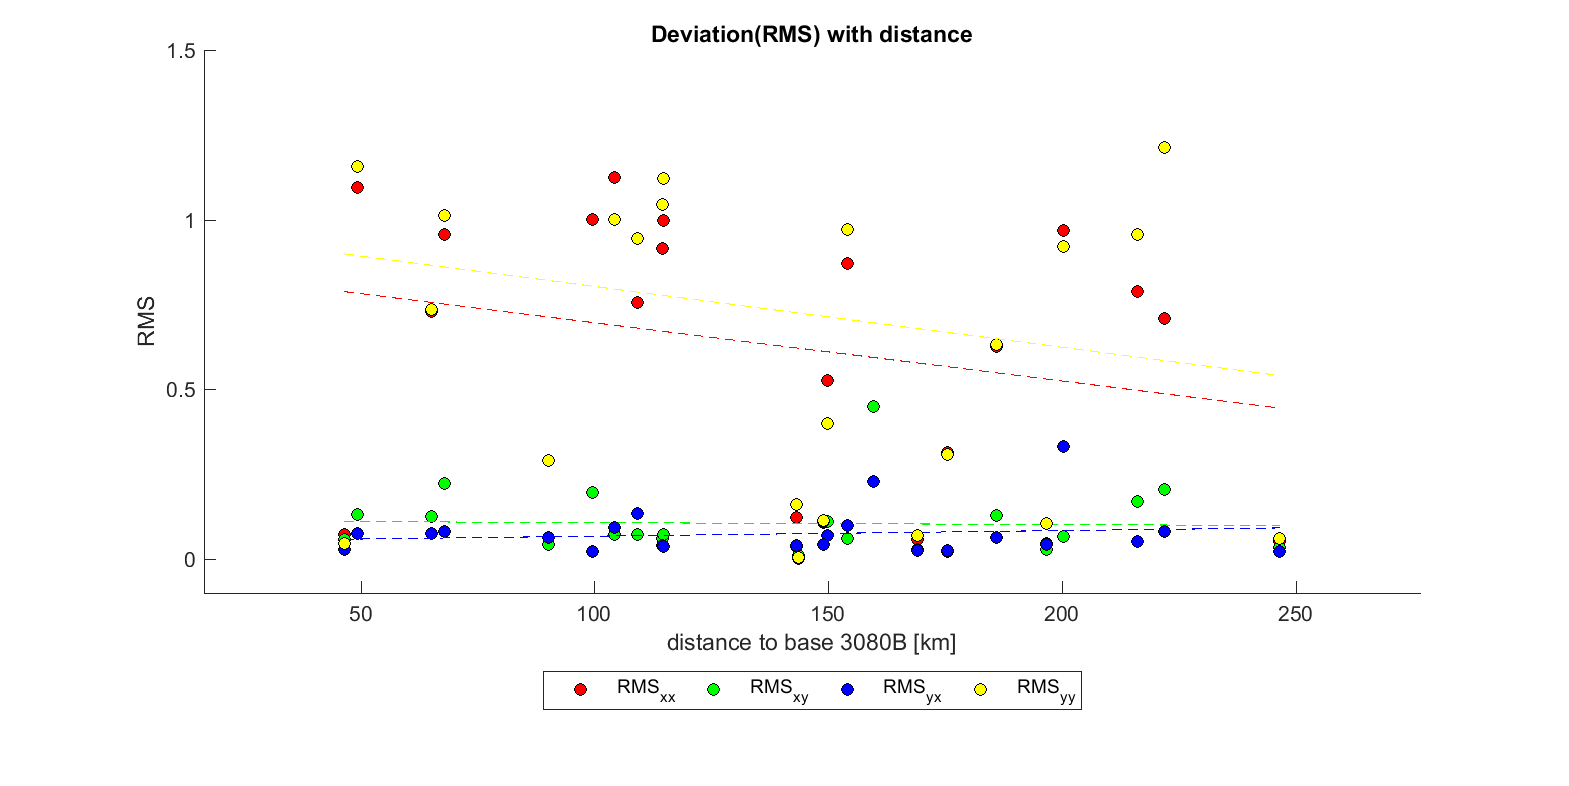 Deviation(RMS) with distance
1.5
1
0.5
0
RMS
50 100 150 200 250
distance to base 3080B [km]
RMSxx RMSxy RMSyx RMSyy